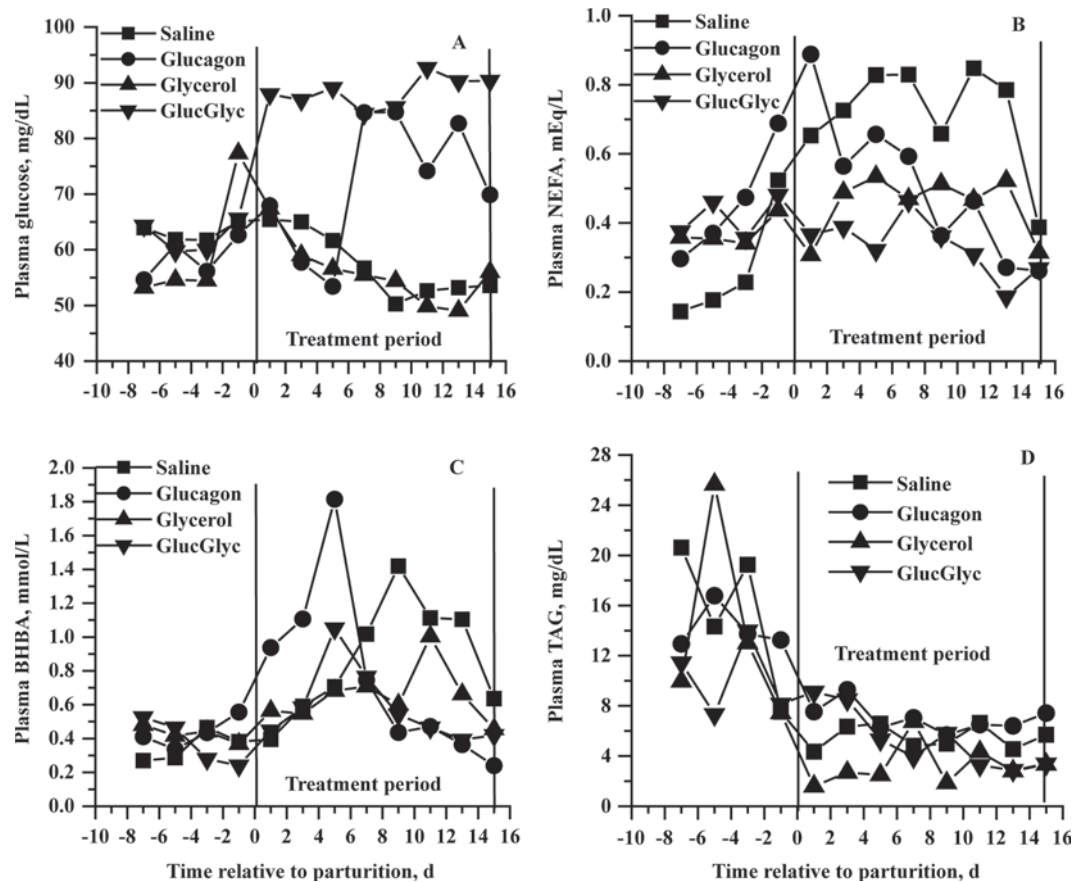 A
Saline
Glucagon
Glycerol
GlucGlyc
Plasma glucose, mg/dL
100
90
80
70
60
50
40
Treatment period
-10 -8 -6 -4 -2 0 2 4 6 8 10 12 14 16
B
Saline
Glucagon
Glycerol
GlucGlyc
Plasma NEFA, mEq/L
1.0
0.8
0.6
0.4
0.2
0.0
Treatment period
-10 -8 -6 -4 -2 0 2 4 6 8 10 12 14 16
C
Saline
Glucagon
Glycerol
GlucGlyc
Plasma BHBA, mmol/L
2.0
1.8
1.6
1.4
1.2
1.0
0.8
0.6
0.4
0.2
0.0
Treatment period
-10 -8 -6 -4 -2 0 2 4 6 8 10 12 14 16
Time relative to parturition, d
D
Saline
Glucagon
Glycerol
GlucGlyc
Plasma TAG, mg/dL
28
24
20
16
12
8
4
0
Treatment period
-10 -8 -6 -4 -2 0 2 4 6 8 10 12 14 16
Time relative to parturition, d